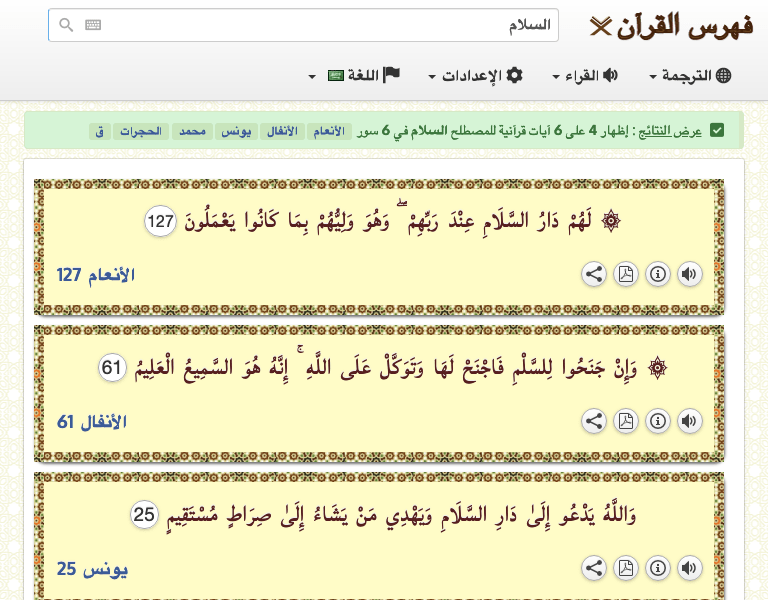 فهرس القرآن
السلام
الترجمة القراء الإعدادات اللغة
عرض النتائج : إظهار 4 على 6 آيات قرآنية للمصطلح السلام في 6 سور الأنعام الأنفال يونس محمد الحجرات ق
۞ لَهُمْ دَارُ السَّلَامِ عِنْدَ رَبِّهِمْ ۖ وَهُوَ وَلِيُّهُمْ بِمَا كَانُوا يَعْمَلُونَ 127
الأنعام 127
۞ وَإِنْ جَنَحُوا لِلسَّلْمِ فَاجْنَحْ لَهَا وَتَوَكَّلْ عَلَى اللَّهِ ۚ إِنَّهُ هُوَ السَّمِيعُ الْعَلِيمُ 61
الأنفال 61
وَاللَّهُ يَدْعُو إِلَىٰ دَارِ السَّلَامِ وَيَهْدِي مَنْ يَشَاءُ إِلَىٰ صِرَاطٍ مُسْتَقِيمٍ 25
يونس 25